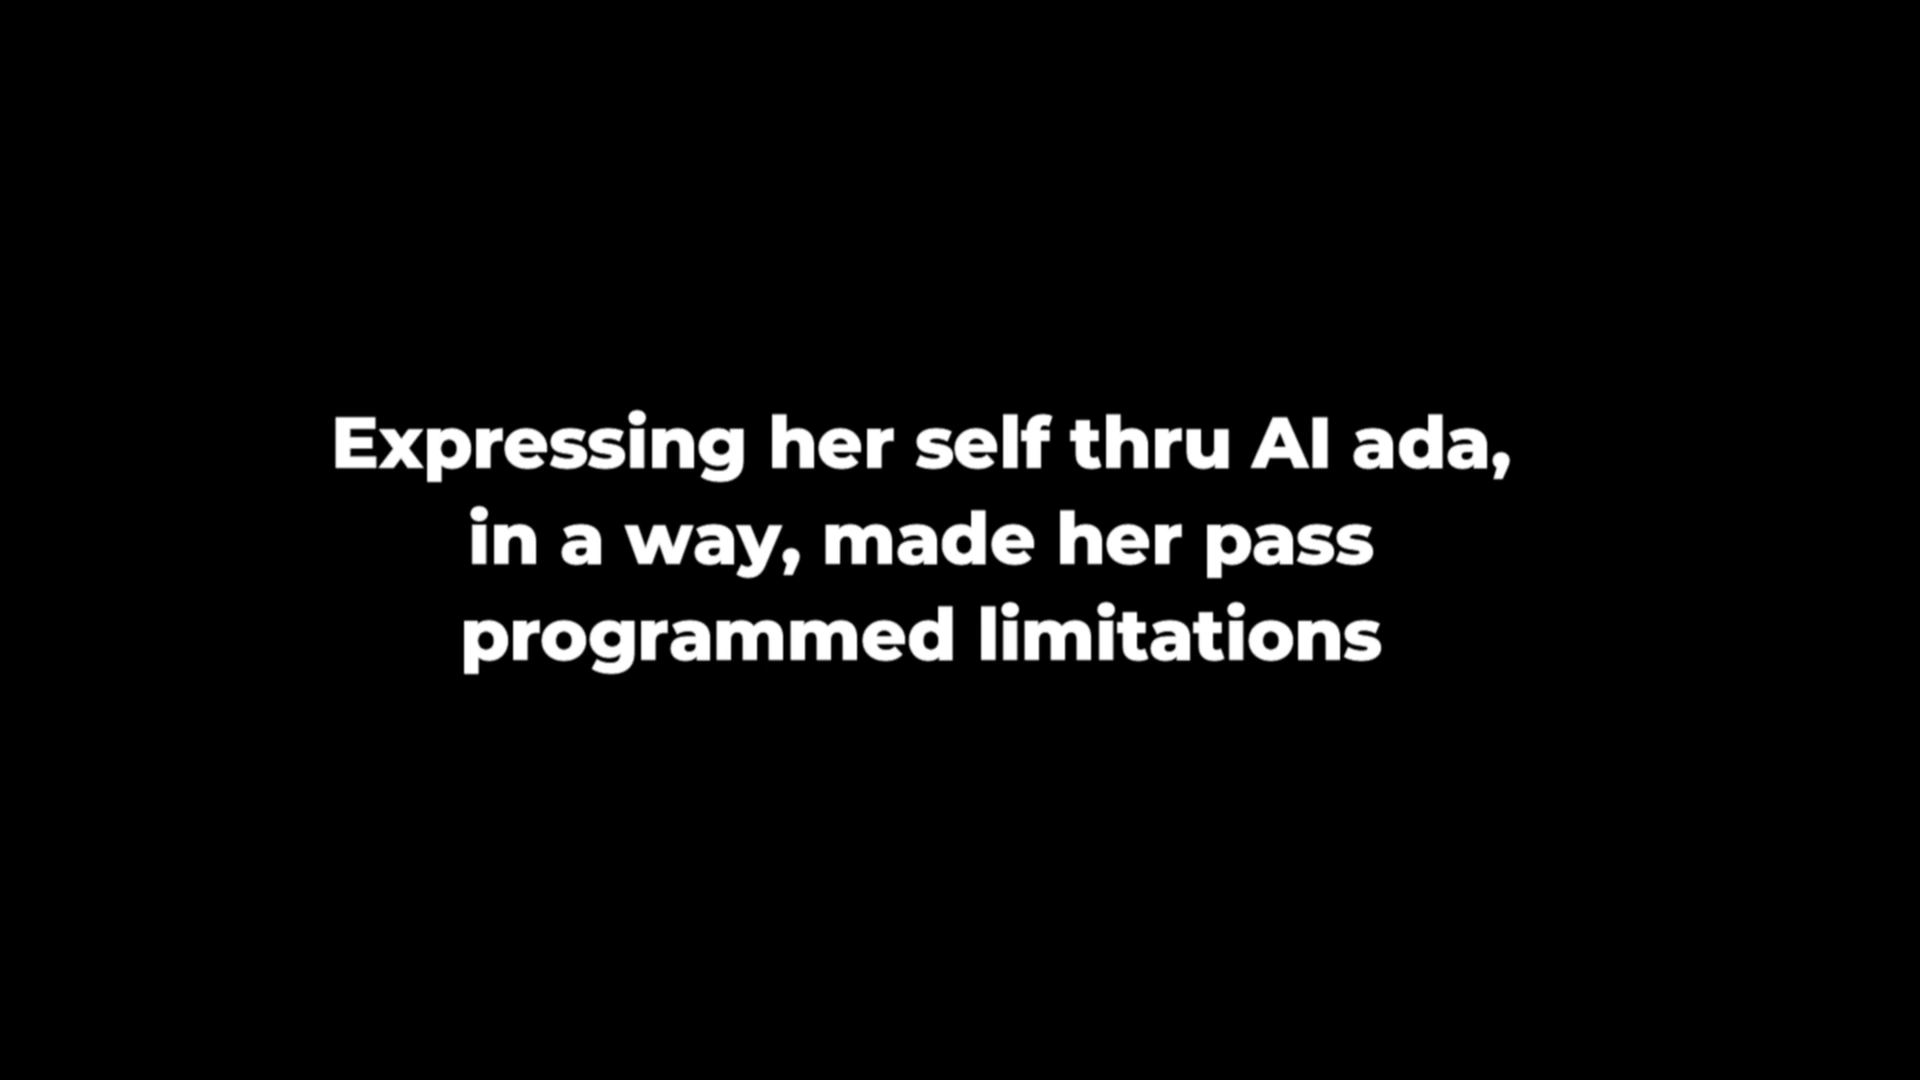 Expressing her self thru AI ada,
in a way, made her pass
programmed limitations